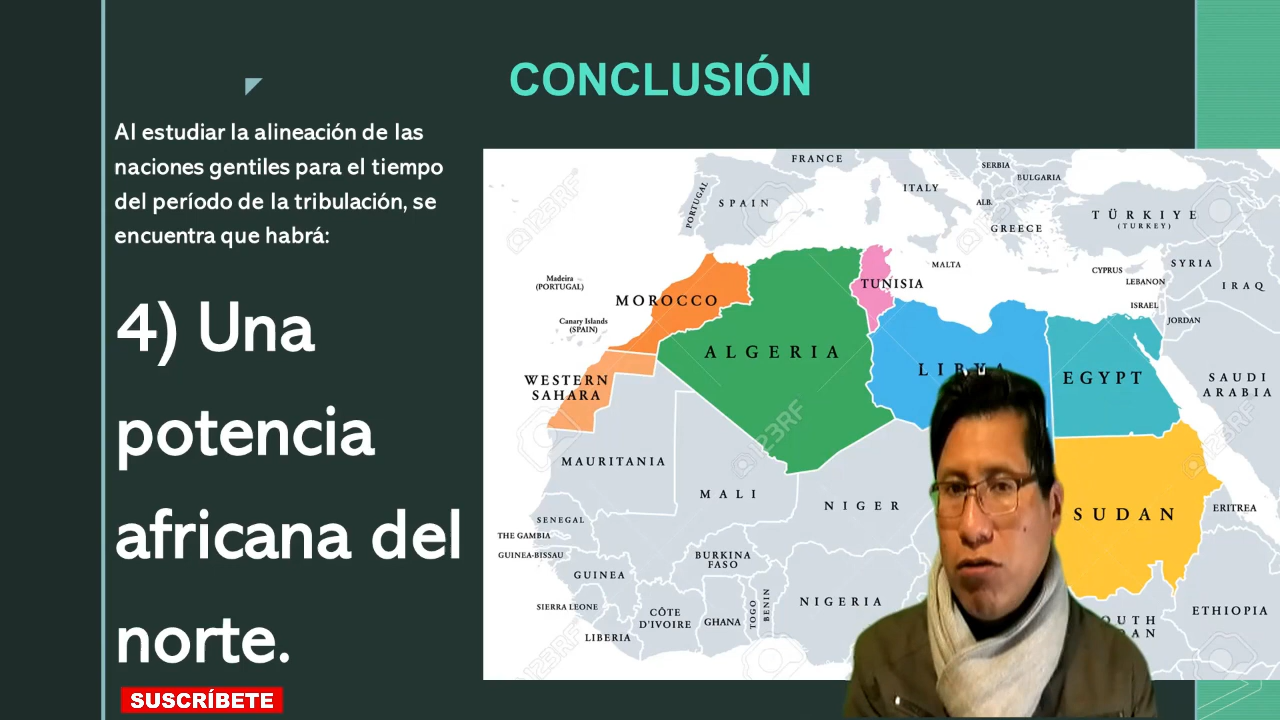 CONCLUSIÓN
Al estudiar la alineación de las
naciones gentiles para el tiempo
del período de la tribulación, se
encuentra que habrá:
4) Una
potencia
africana del
norte.
SUSCRÍBETE
FRANCE
SERBIA
BULGARIA
ITALY
PORTUGAL
SPAIN
ALB.
GREECE
TÜRKIYE
(TURKEY)
MALTA
CYPRUS
SYRIA
LEBANON
IRAQ
ISRAEL
JORDAN
Madeira
(PORTUGAL)
Canary Islands
(SPAIN)
MOROCCO
TUNISIA
ALGERIA
LIBYA
EGYPT
SAUDI
ARABIA
WESTERN
SAHARA
MAURITANIA
MALI
NIGER
SUDAN
ERITREA
SENEGAL
THE GAMBIA
GUINEA-BISSAU
GUINEA
BURKINA
FASO
SIERRA LEONE
CÔTE
D'IVOIRE
GHANA
TOGO
BENIN
NIGERIA
LIBERIA
OUTH
DAN
ETHIOPIA
123RF